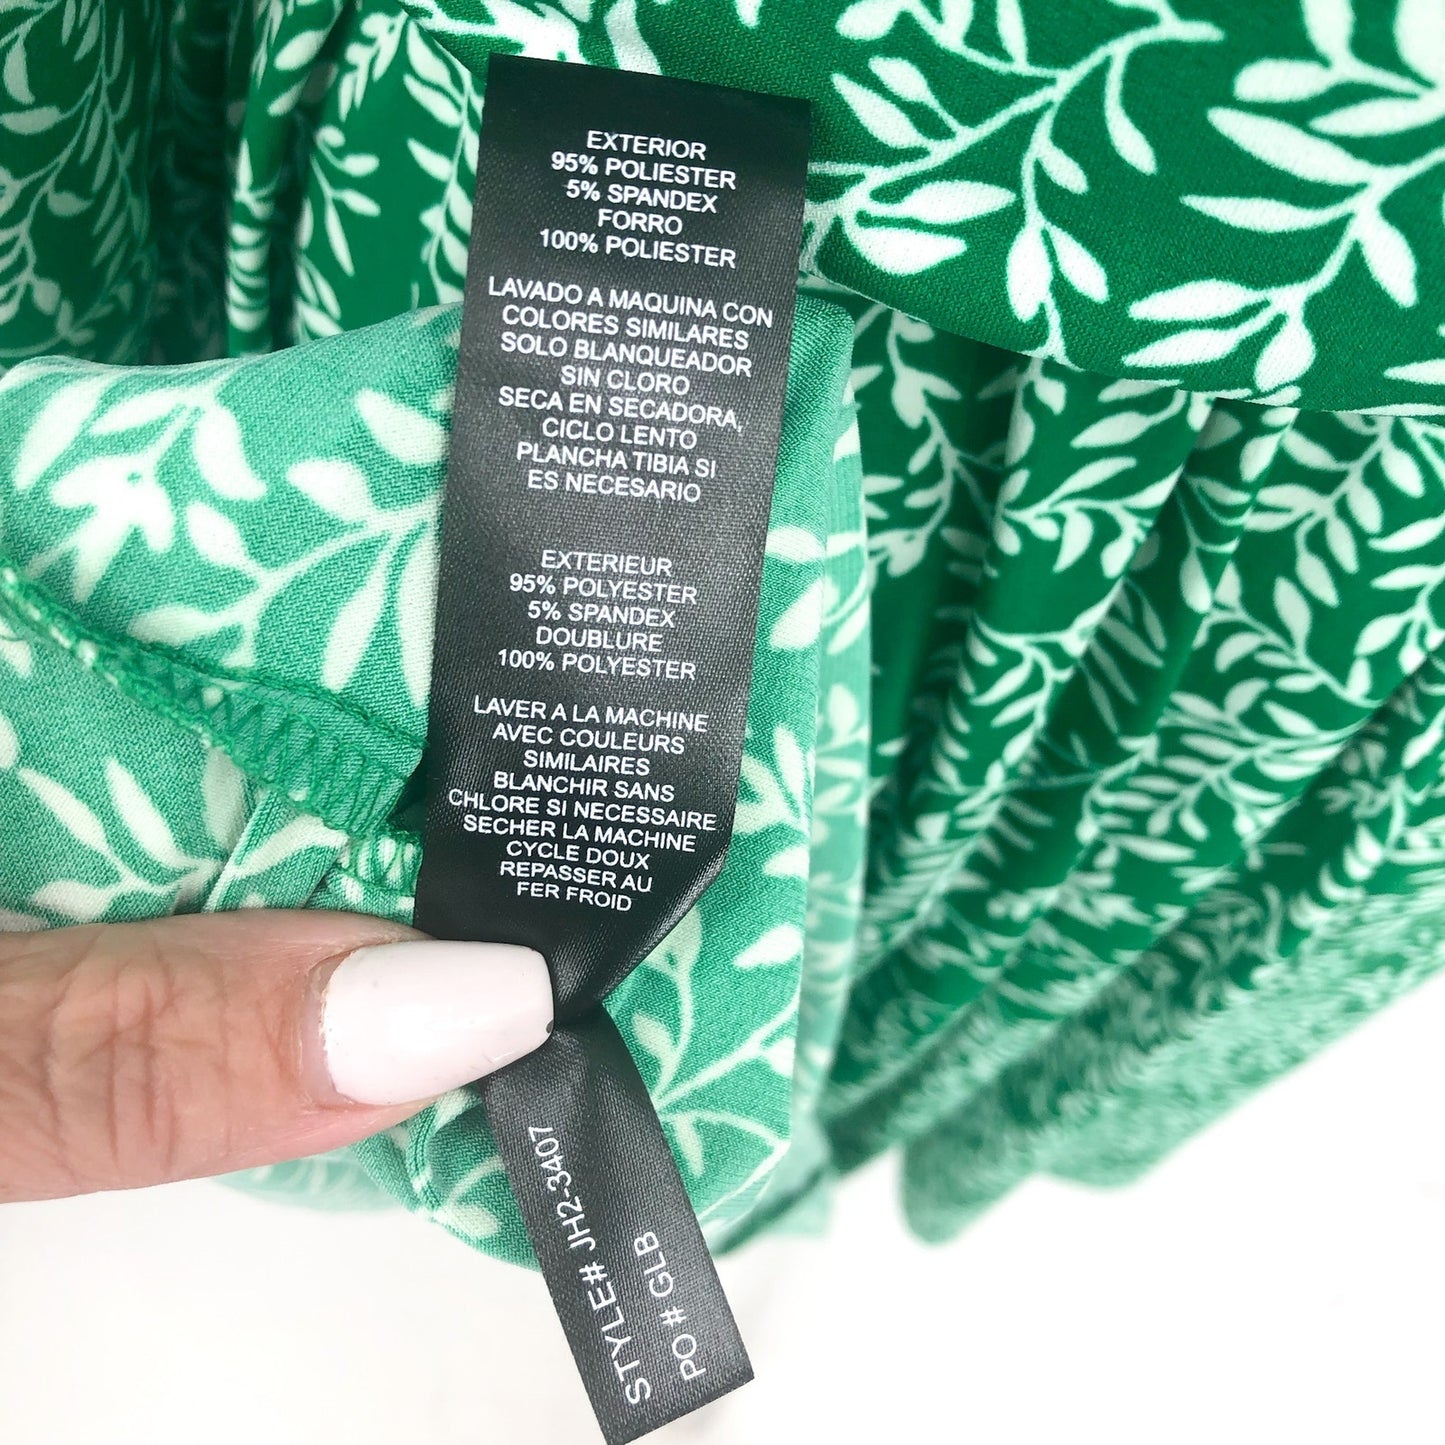 EXTERIOR
95% POLIESTER
5% SPANDEX
FORRO
100% POLIESTER
LAVADO A MAQUINA CON
COLORES SIMILARES
SOLO BLANQUEADOR
SIN CLORO
SECA EN SECADORA,
CICLO LENTO
PLANCHA TIBIA SI
ES NECESARIO
EXTERIEUR
95% POLYESTER
5% SPANDEX
DOUBLURE
100% POLYESTER
LAVER A LA MACHINE
AVEC COULEURS
SIMILAIRES
BLANCHIR SANS
CHLORE SI NECESSAIRE
SECHER LA MACHINE
CYCLE DOUX
REPASSER AU
FER FROID
STYLE# JH2-3407
PO # GLB